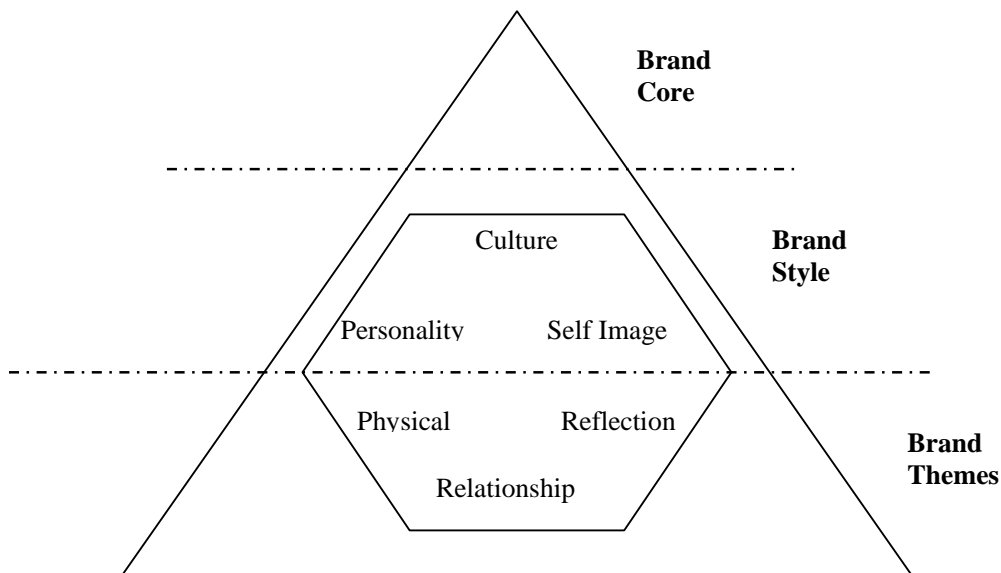 Brand
Core
Culture
Brand
Style
Personality
Self Image
Physical
Reflection
Brand
Themes
Relationship